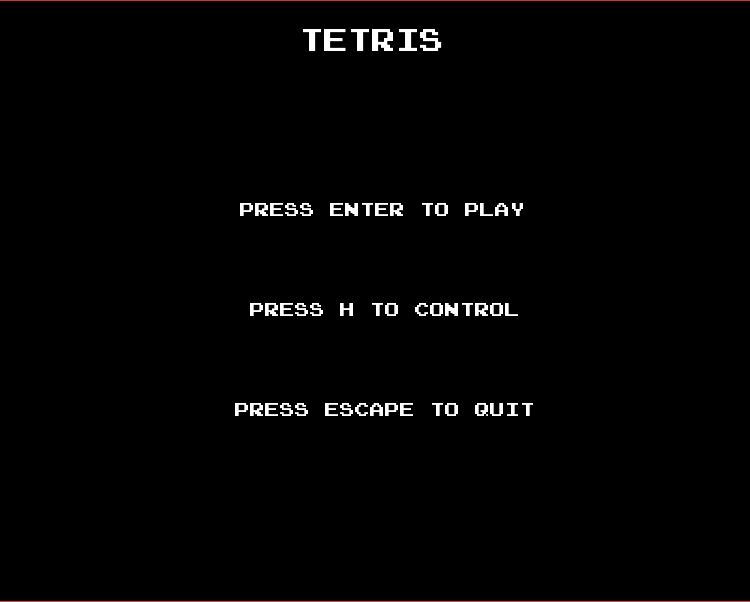 TETRIS
PRESS ENTER TO PLAY
PRESS H TO CONTROL
PRESS ESCAPE TO QUIT